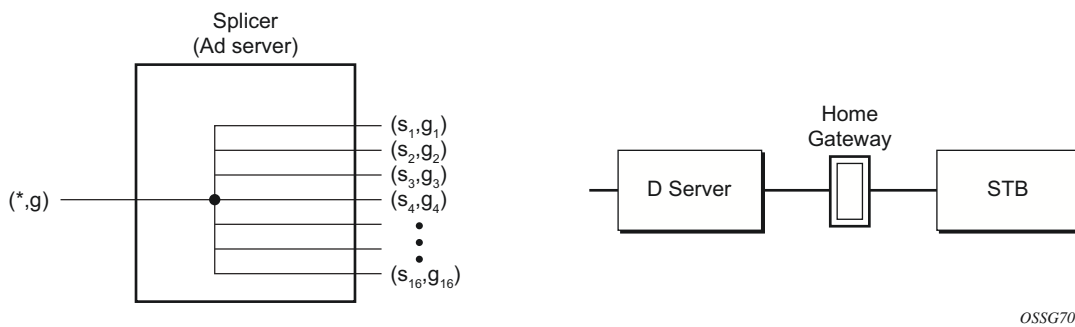 Splicer
(Ad server)
(*,g)
(s₁,g₁)
(s₂,g₂)
(s₃,g₃)
(s₄,g₄)
(s₁₆,g₁₆)
D Server
Home
Gateway
STB
OSSG70